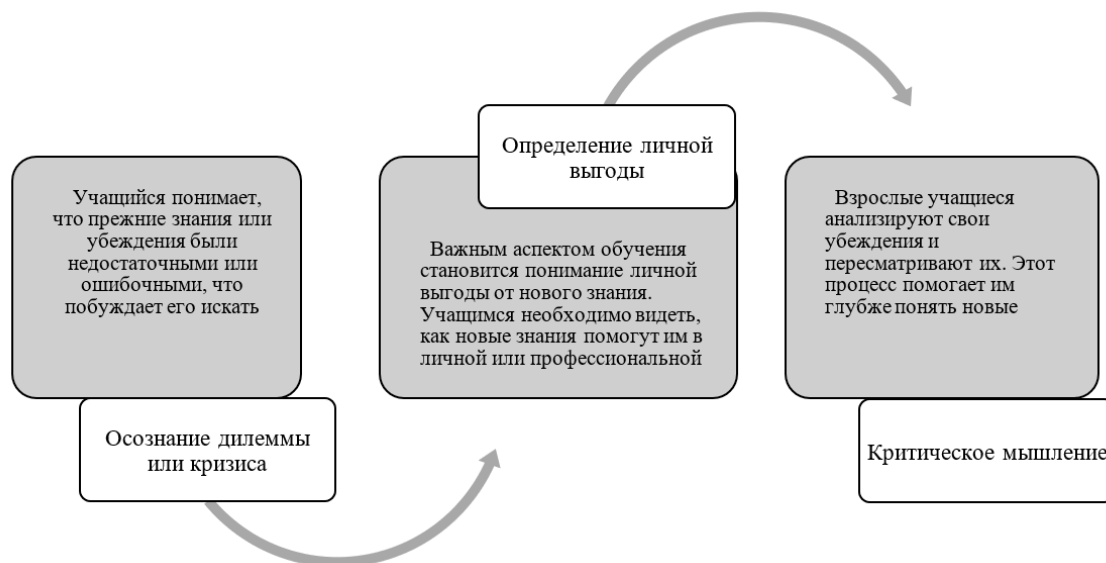 Учащийся понимает,
что прежние знания или
убеждения были
недостаточными или
ошибочными, что
побуждает его искать
Осознание дилеммы
или кризиса
Определение личной
выгоды
Важным аспектом обучения
становится понимание личной
выгоды от нового знания.
Учащимся необходимо видеть,
как новые знания помогут им в
личной или профессиональной
Взрослые учащиеся
анализируют свои
убеждения и
пересматривают их. Этот
процесс помогает им
глубже понять новые
Критическое мышление